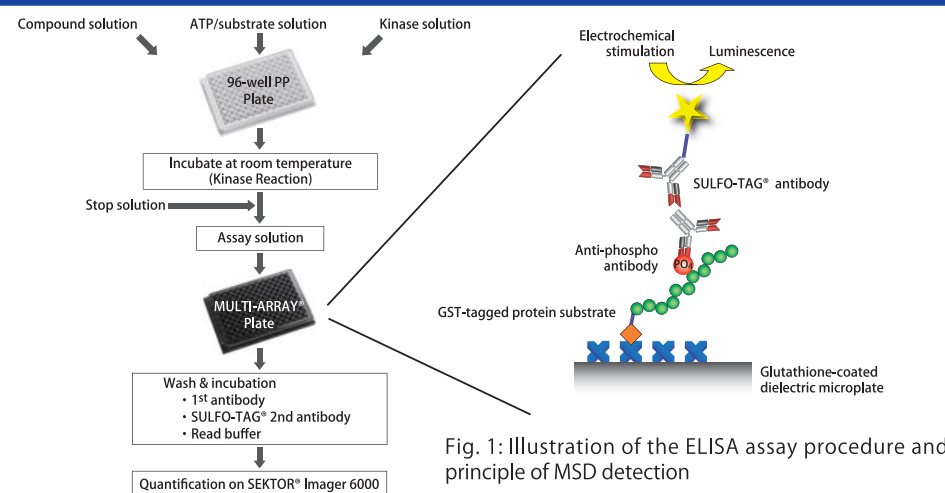 Compound solution
ATP/substrate solution
Kinase solution
96-well PP
Plate
Incubate at room temperature
(Kinase Reaction)
Stop solution
Assay solution
MULTI-ARRAY®
Plate
Wash & incubation
・1st antibody
・SULFO-TAG® 2nd antibody
・Read buffer
Quantification on SEKTOR® Imager 6000
Electrochemical
stimulation
Luminescence
SULFO-TAG® antibody
Anti-phospho
antibody
PO4
GST-tagged protein substrate
Glutathione-coated
dielectric microplate
Fig. 1: Illustration of the ELISA assay procedure and
principle of MSD detection